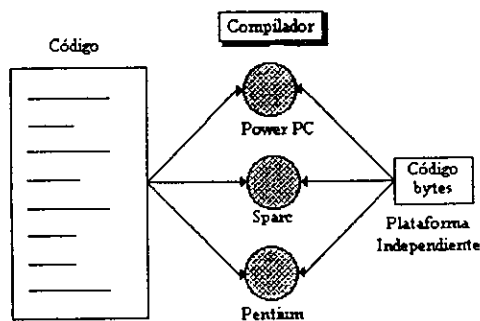 Compilador
Código
Power PC
Sparc
Pentium
Código
bytes
Plataforma
Independiente